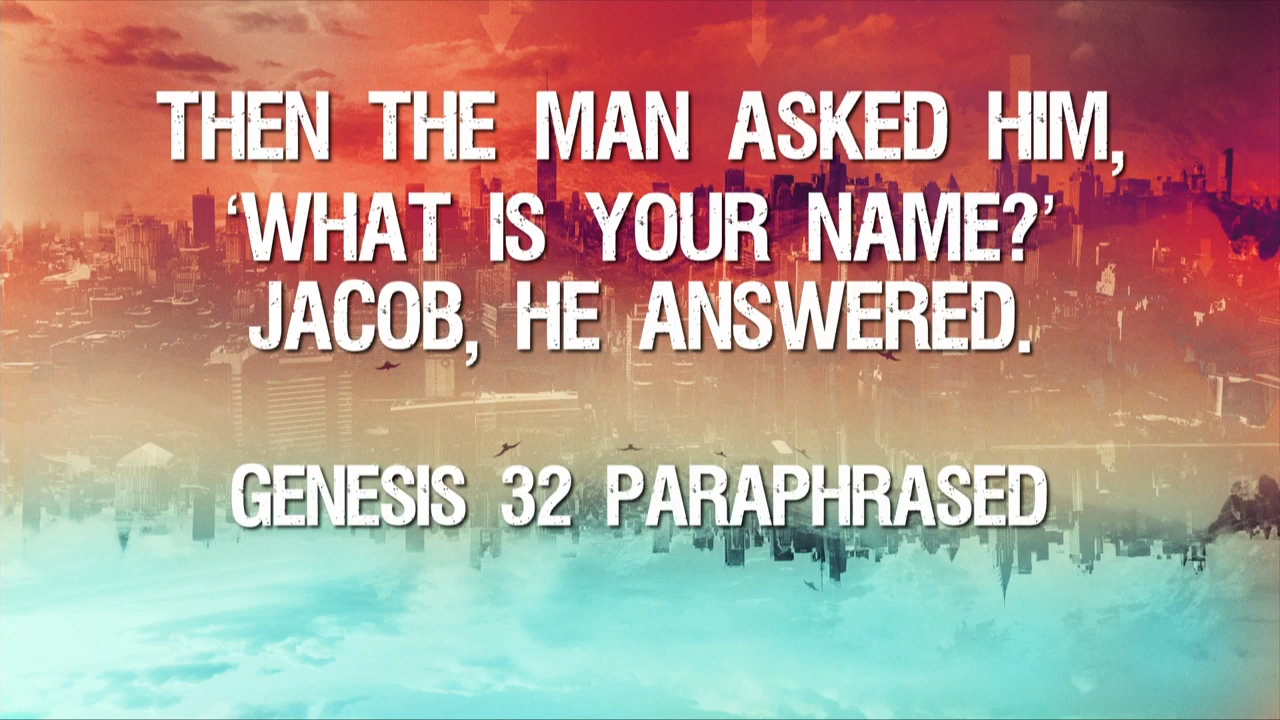 THEN THE MAN ASKED HIM,
‘WHAT IS YOUR NAME?’
JACOB, HE ANSWERED.
GENESIS 32 PARAPHRASED